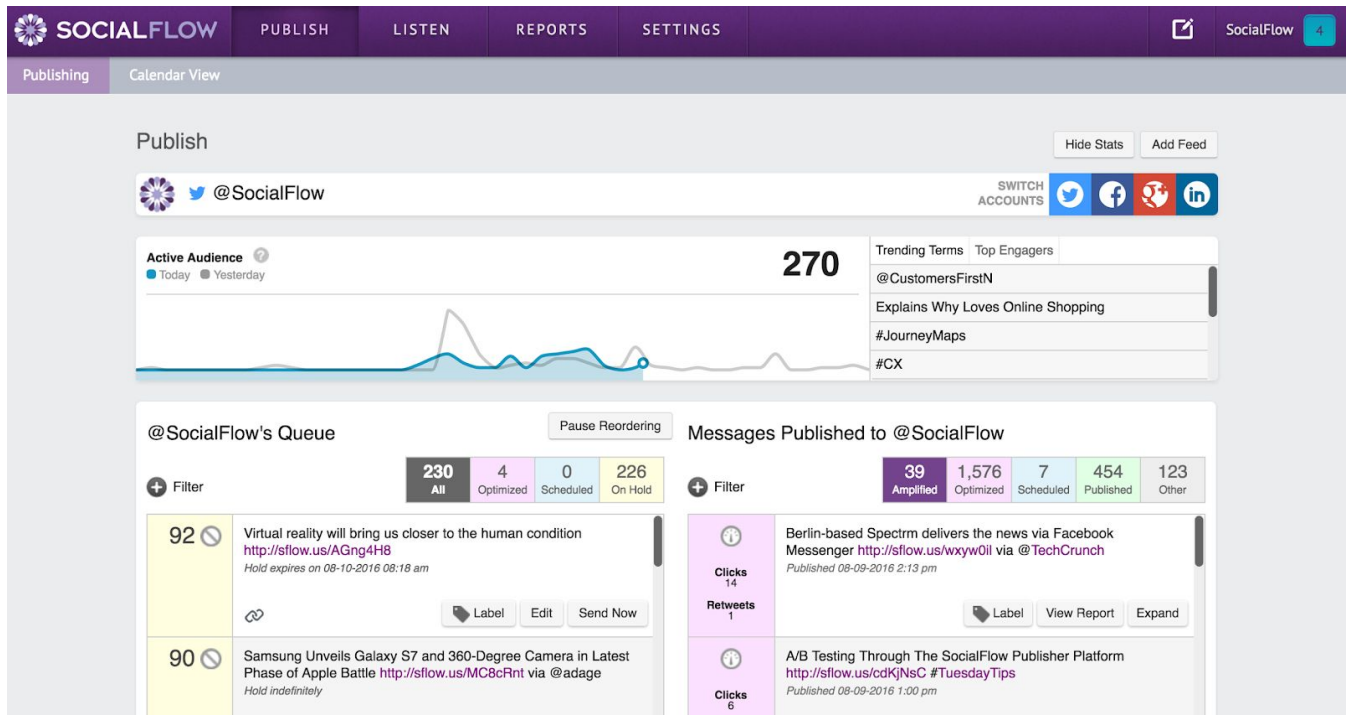 SOCIALFLOW PUBLISH LISTEN REPORTS SETTINGS SocialFlow 4
Publishing Calendar View
Publish
Hide Stats Add Feed
@SocialFlow
SWITCH
ACCOUNTS
Active Audience ?
Today Yesterday
270
Trending Terms Top Engagers
@CustomersFirstN
Explains Why Loves Online Shopping
#JourneyMaps
#CX
@SocialFlow's Queue
Pause Reordering
Filter
230 4 0 226
All Optimized Scheduled On Hold
92
Virtual reality will bring us closer to the human condition
http://sflow.us/AGng4H8
Hold expires on 08-10-2016 08:18 am
Label Edit Send Now
90
Samsung Unveils Galaxy S7 and 360-Degree Camera in Latest
Phase of Apple Battle http://sflow.us/MC8cRnt via @adage
Hold indefinitely
Messages Published to @SocialFlow
Filter
39 1,576 7 454 123
Amplified Optimized Scheduled Published Other
Clicks
14
Retweets
1
Berlin-based Spectrm delivers the news via Facebook
Messenger http://sflow.us/wxyw0il via @TechCrunch
Published 08-09-2016 2:13 pm
Label View Report Expand
Clicks
6
A/B Testing Through The SocialFlow Publisher Platform
http://sflow.us/cdKjNsC #TuesdayTips
Published 08-09-2016 1:00 pm